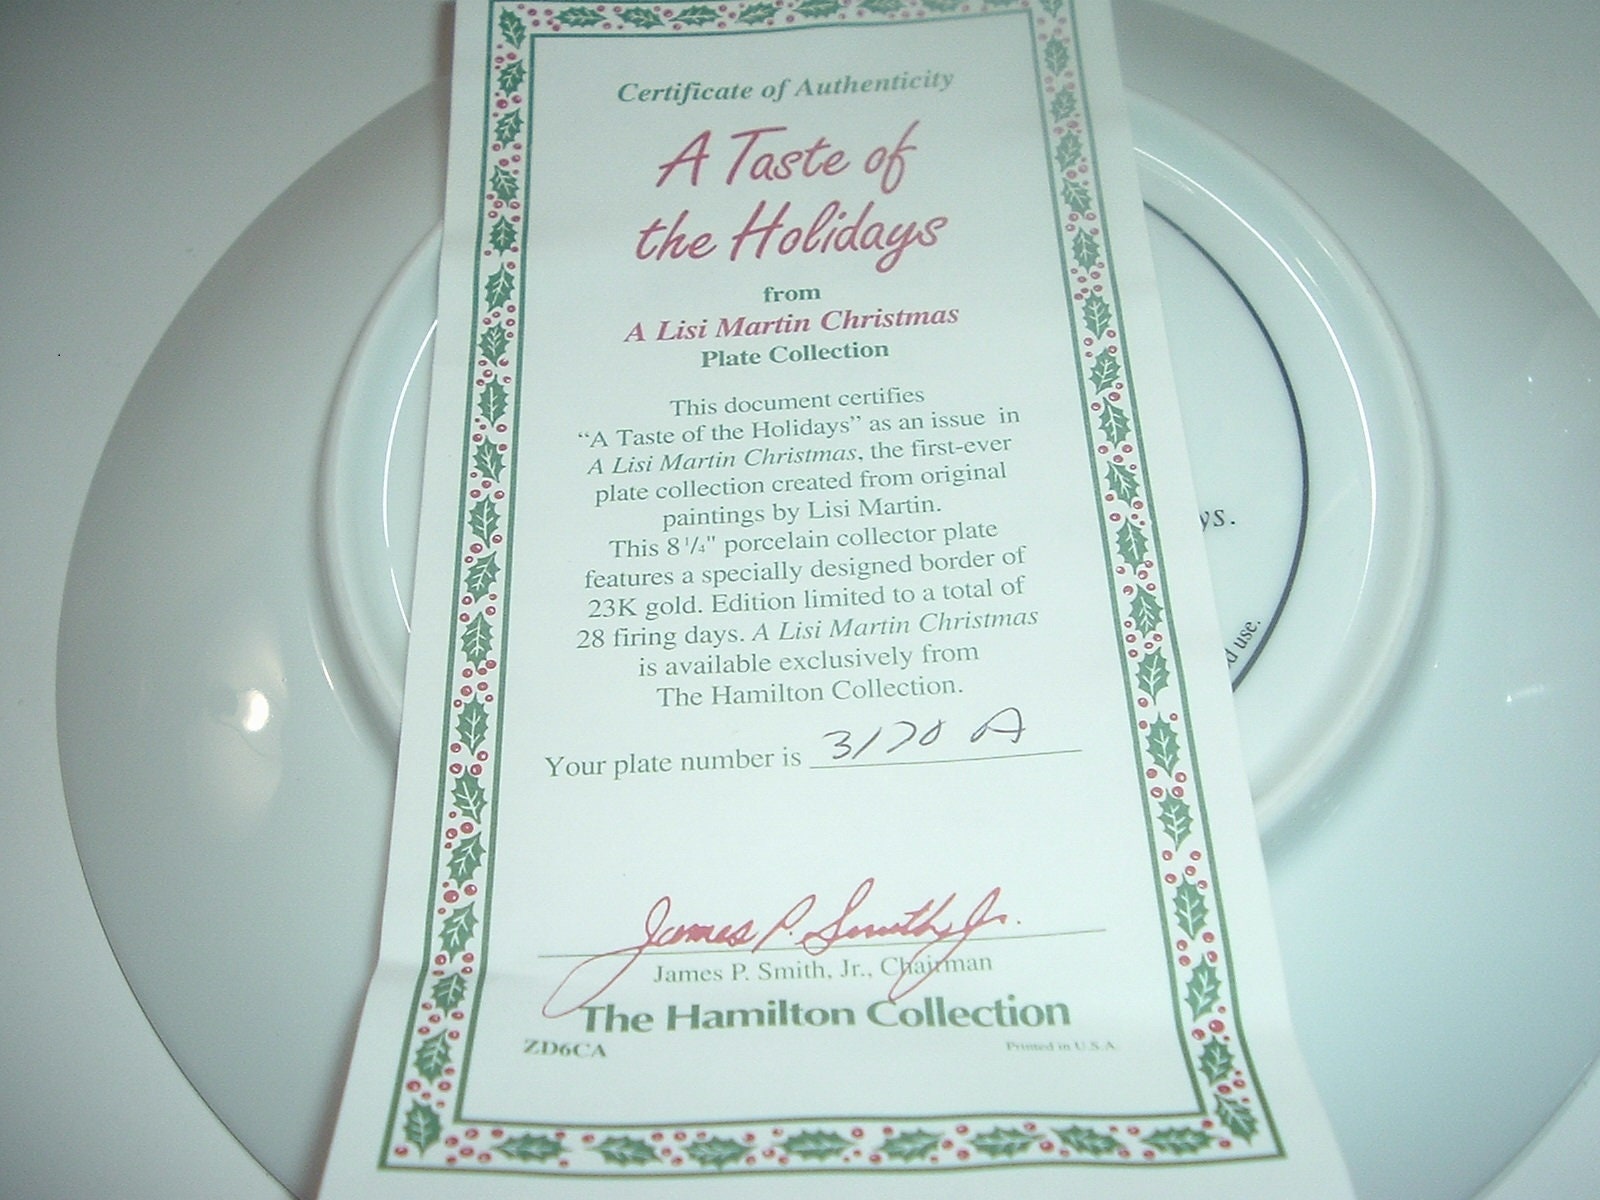 Certificate of Authenticity
A Taste of
the Holidays
from
A Lisi Martin Christmas
Plate Collection
This document certifies
“A Taste of the Holidays” as an issue in
A Lisi Martin Christmas, the first-ever
plate collection created from original
paintings by Lisi Martin.
This 8 1/4" porcelain collector plate
features a specially designed border of
23K gold. Edition limited to a total of
28 firing days. A Lisi Martin Christmas
is available exclusively from
The Hamilton Collection.
Your plate number is 3170 A
James P. Smith, Jr.
James P. Smith, Jr., Chairman
The Hamilton Collection
ZD6CA
Printed in U.S.A.
ys.
d use.